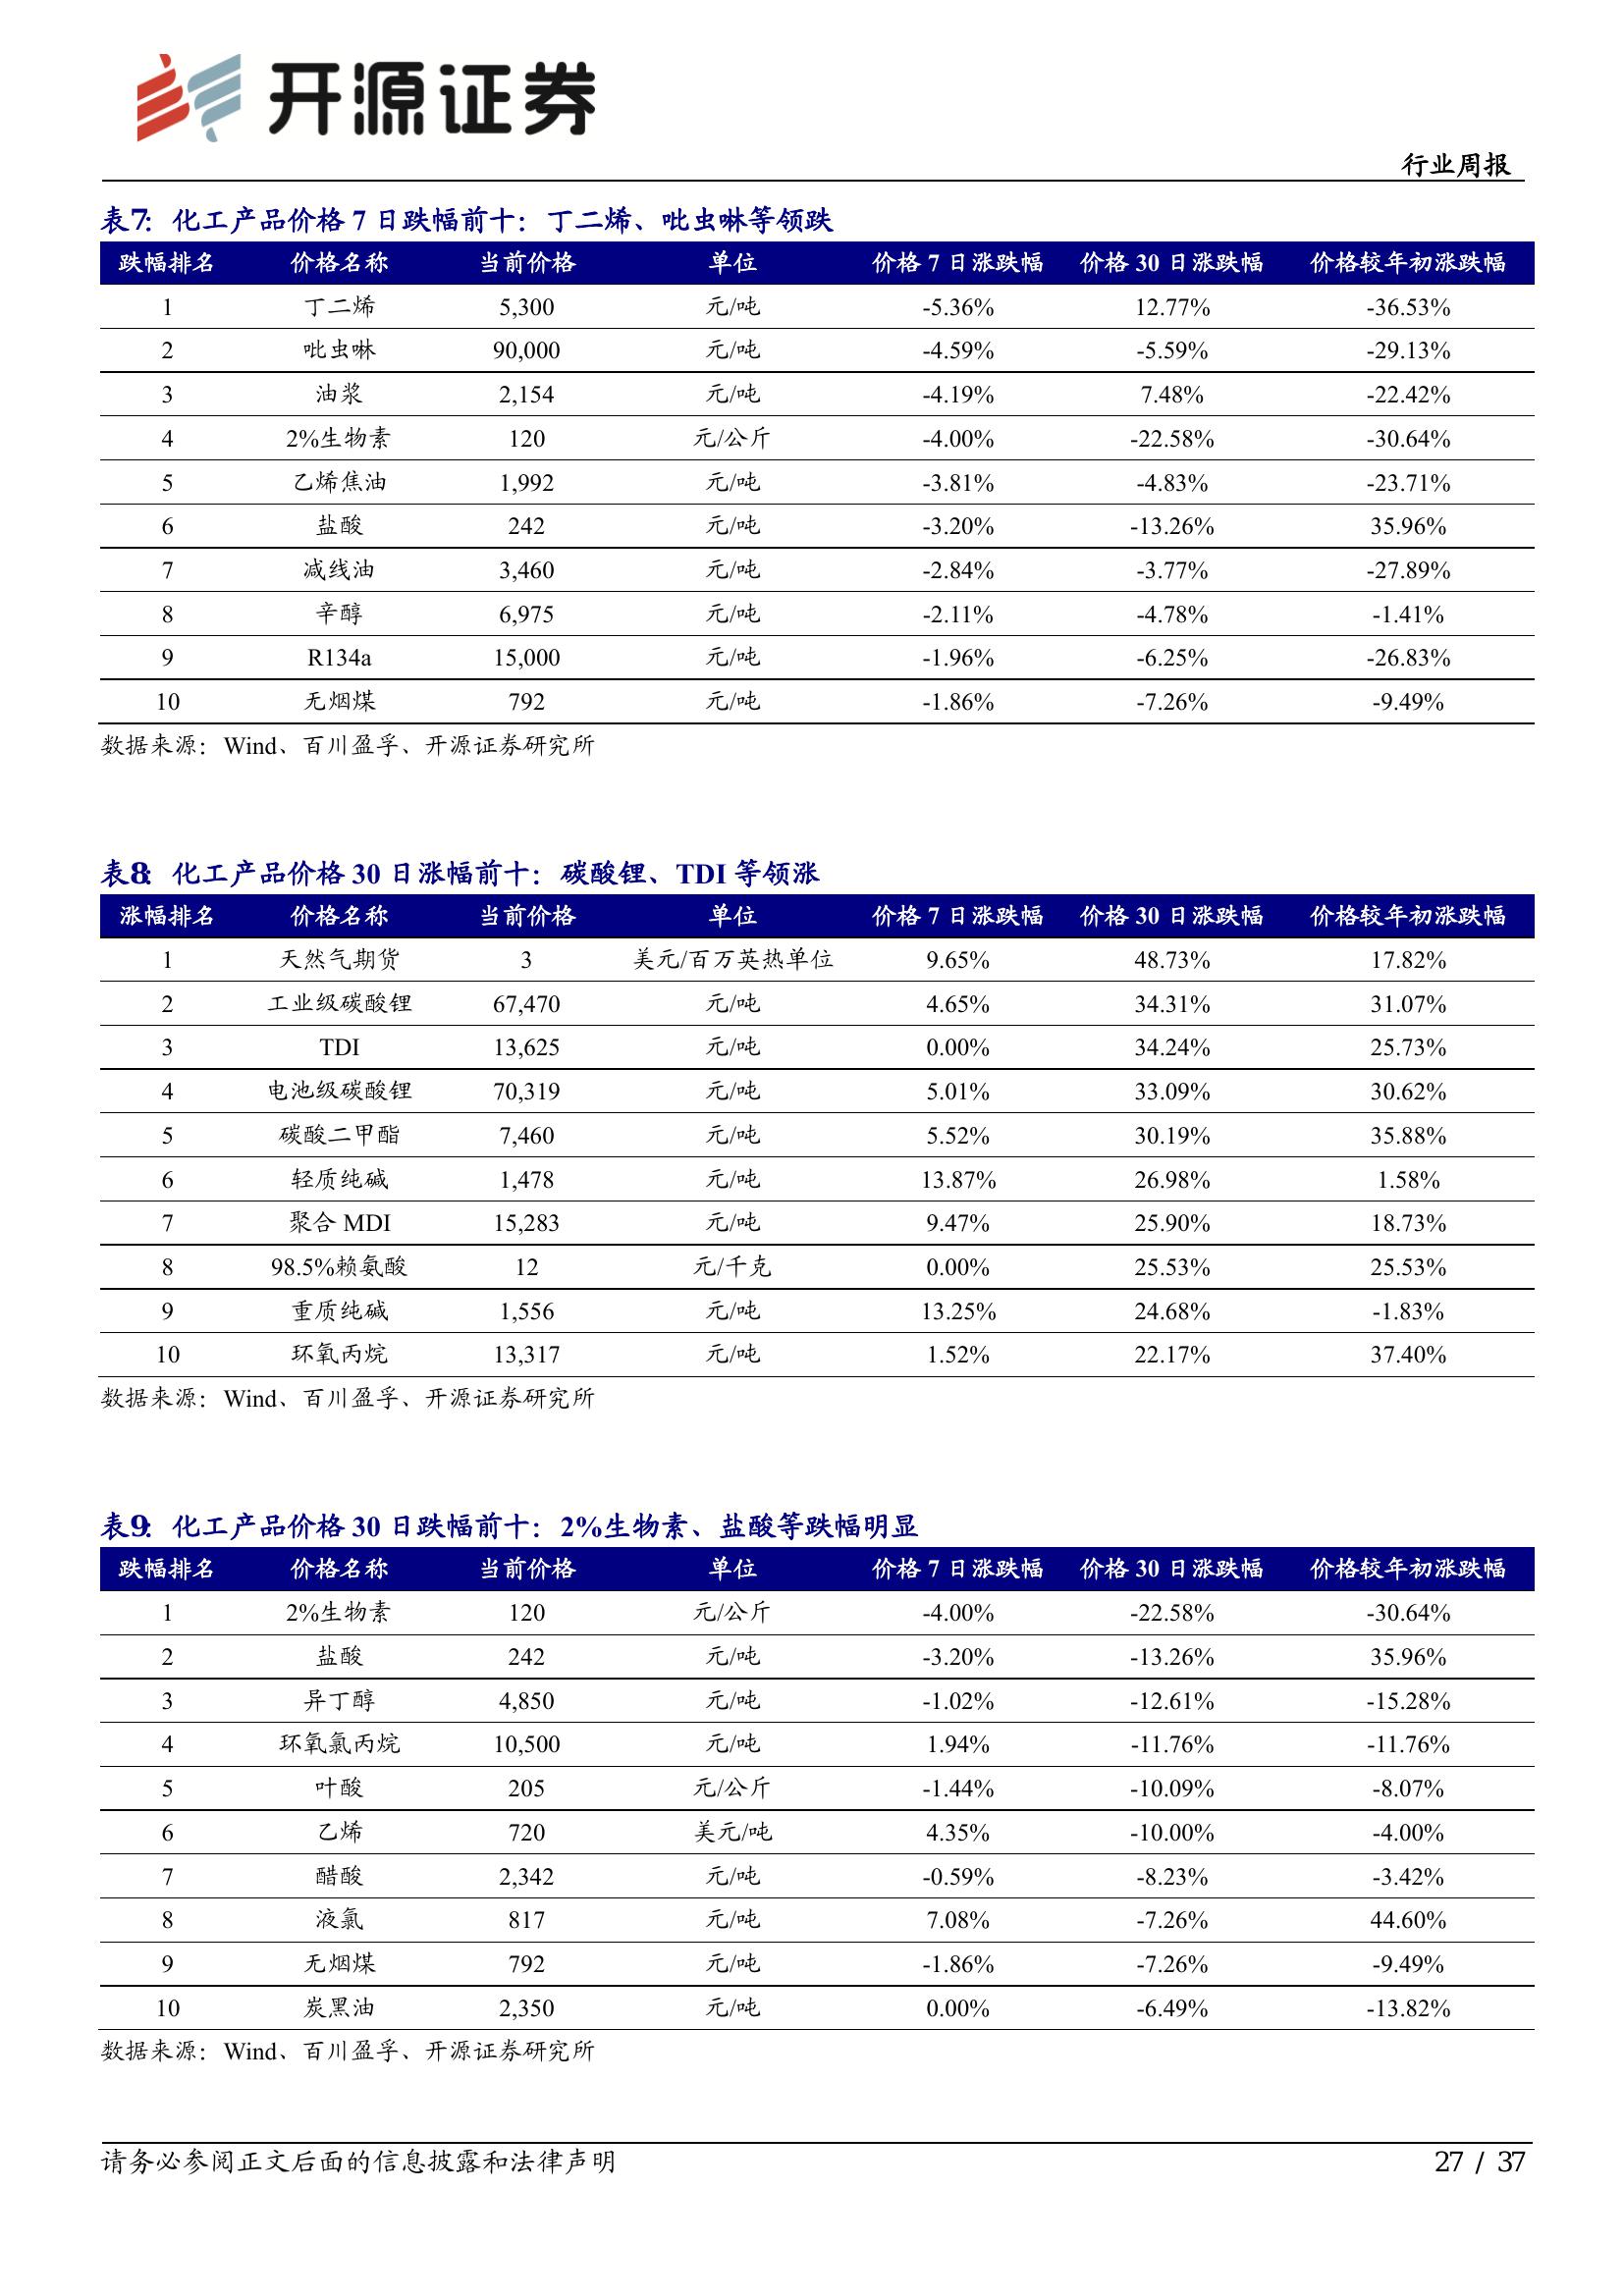 开源证券
行业周报
表7：化工产品价格 7 日跌幅前十：丁二烯、吡虫啉等领跌
跌幅排名 价格名称 当前价格 单位 价格 7 日涨跌幅 价格 30 日涨跌幅 价格较年初涨跌幅
1 丁二烯 5,300 元/吨 -5.36% 12.77% -36.53%
2 吡虫啉 90,000 元/吨 -4.59% -5.59% -29.13%
3 油浆 2,154 元/吨 -4.19% 7.48% -22.42%
4 2%生物素 120 元/公斤 -4.00% -22.58% -30.64%
5 乙烯焦油 1,992 元/吨 -3.81% -4.83% -23.71%
6 盐酸 242 元/吨 -3.20% -13.26% 35.96%
7 减线油 3,460 元/吨 -2.84% -3.77% -27.89%
8 辛醇 6,975 元/吨 -2.11% -4.78% -1.41%
9 R134a 15,000 元/吨 -1.96% -6.25% -26.83%
10 无烟煤 792 元/吨 -1.86% -7.26% -9.49%
数据来源：Wind、百川盈孚、开源证券研究所
表8：化工产品价格 30 日涨幅前十：碳酸锂、TDI 等领涨
涨幅排名 价格名称 当前价格 单位 价格 7 日涨跌幅 价格 30 日涨跌幅 价格较年初涨跌幅
1 天然气期货 3 美元/百万英热单位 9.65% 48.73% 17.82%
2 工业级碳酸锂 67,470 元/吨 4.65% 34.31% 31.07%
3 TDI 13,625 元/吨 0.00% 34.24% 25.73%
4 电池级碳酸锂 70,319 元/吨 5.01% 33.09% 30.62%
5 碳酸二甲酯 7,460 元/吨 5.52% 30.19% 35.88%
6 轻质纯碱 1,478 元/吨 13.87% 26.98% 1.58%
7 聚合 MDI 15,283 元/吨 9.47% 25.90% 18.73%
8 98.5%赖氨酸 12 元/千克 0.00% 25.53% 25.53%
9 重质纯碱 1,556 元/吨 13.25% 24.68% -1.83%
10 环氧丙烷 13,317 元/吨 1.52% 22.17% 37.40%
数据来源：Wind、百川盈孚、开源证券研究所
表9：化工产品价格 30 日跌幅前十：2%生物素、盐酸等跌幅明显
跌幅排名 价格名称 当前价格 单位 价格 7 日涨跌幅 价格 30 日涨跌幅 价格较年初涨跌幅
1 2%生物素 120 元/公斤 -4.00% -22.58% -30.64%
2 盐酸 242 元/吨 -3.20% -13.26% 35.96%
3 异丁醇 4,850 元/吨 -1.02% -12.61% -15.28%
4 环氧氯丙烷 10,500 元/吨 1.94% -11.76% -11.76%
5 叶酸 205 元/公斤 -1.44% -10.09% -8.07%
6 乙烯 720 美元/吨 4.35% -10.00% -4.00%
7 醋酸 2,342 元/吨 -0.59% -8.23% -3.42%
8 液氯 817 元/吨 7.08% -7.26% 44.60%
9 无烟煤 792 元/吨 -1.86% -7.26% -9.49%
10 炭黑油 2,350 元/吨 0.00% -6.49% -13.82%
数据来源：Wind、百川盈孚、开源证券研究所
请务必参阅正文后面的信息披露和法律声明 27 / 37